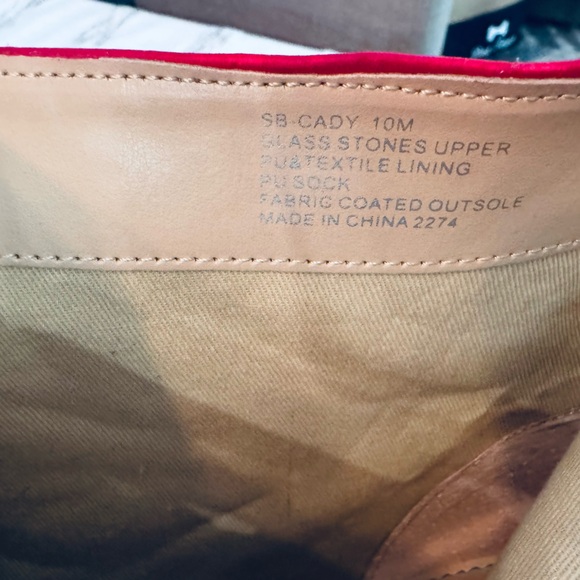 SB-CADY 10M
GLASS STONES UPPER
PU&TEXTILE LINING
PU SOCK
FABRIC COATED OUTSOLE
MADE IN CHINA 2274